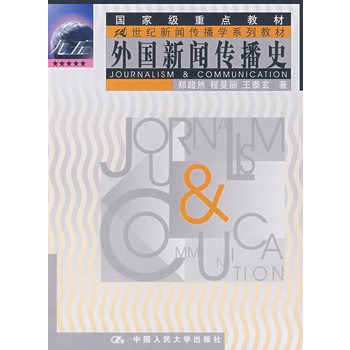 国家级重点教材
九五
21世纪新闻传播学系列教材
外国新闻传播史
JOURNALISM & COMMUNICATION
郑超然 程曼丽 王泰玄 著
JOURNALISM
&
COMMUNICATION
中国人民大学出版社